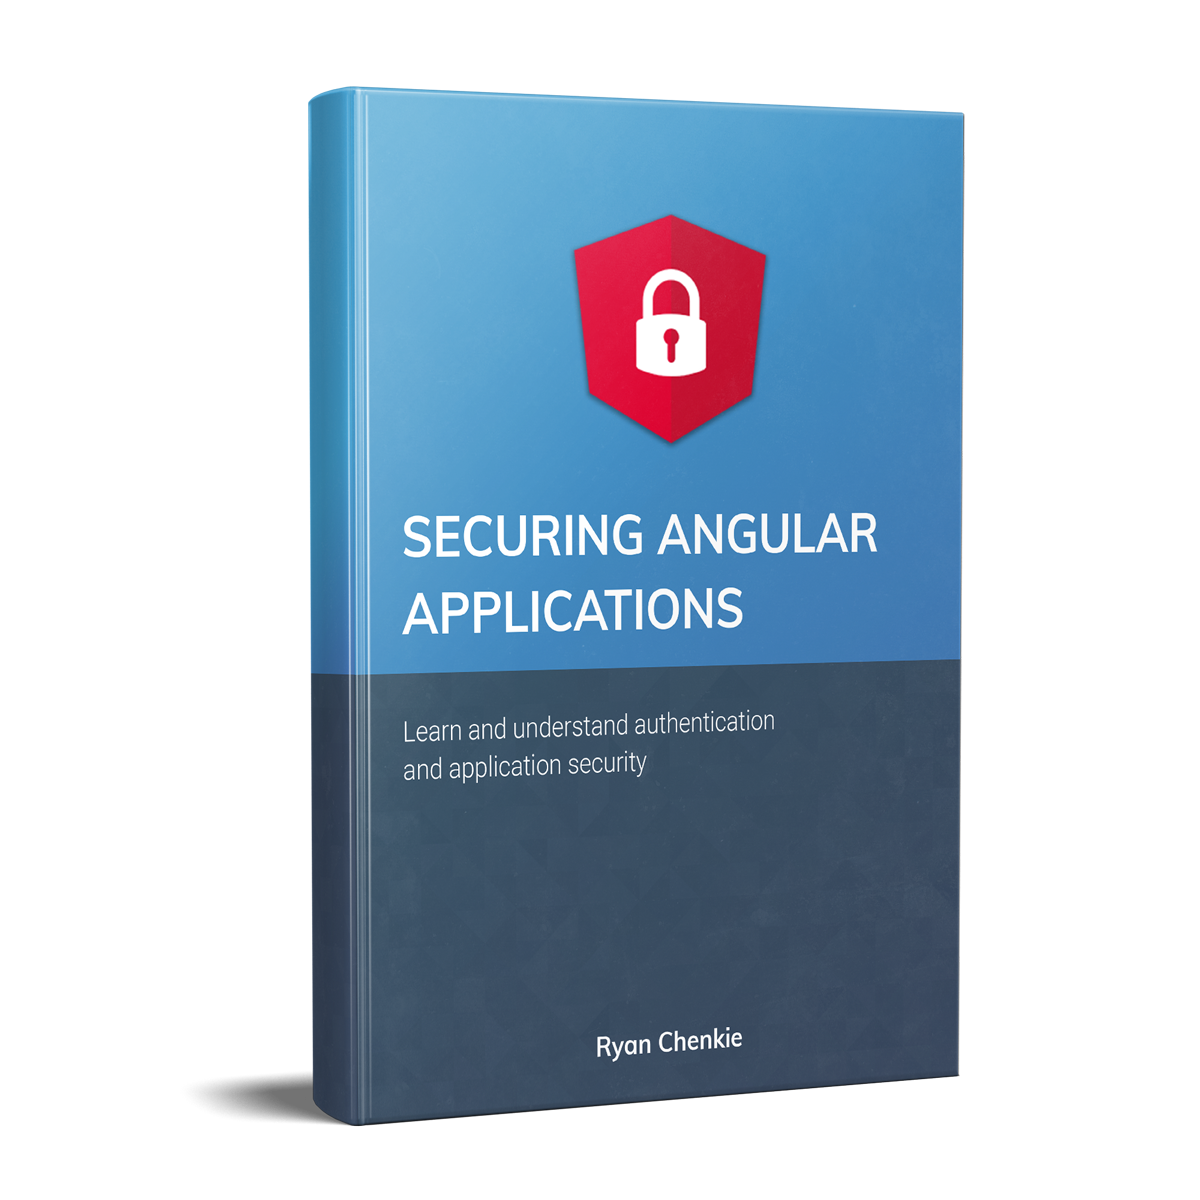 SECURING ANGULAR
APPLICATIONS
Learn and understand authentication
and application security
Ryan Chenkie